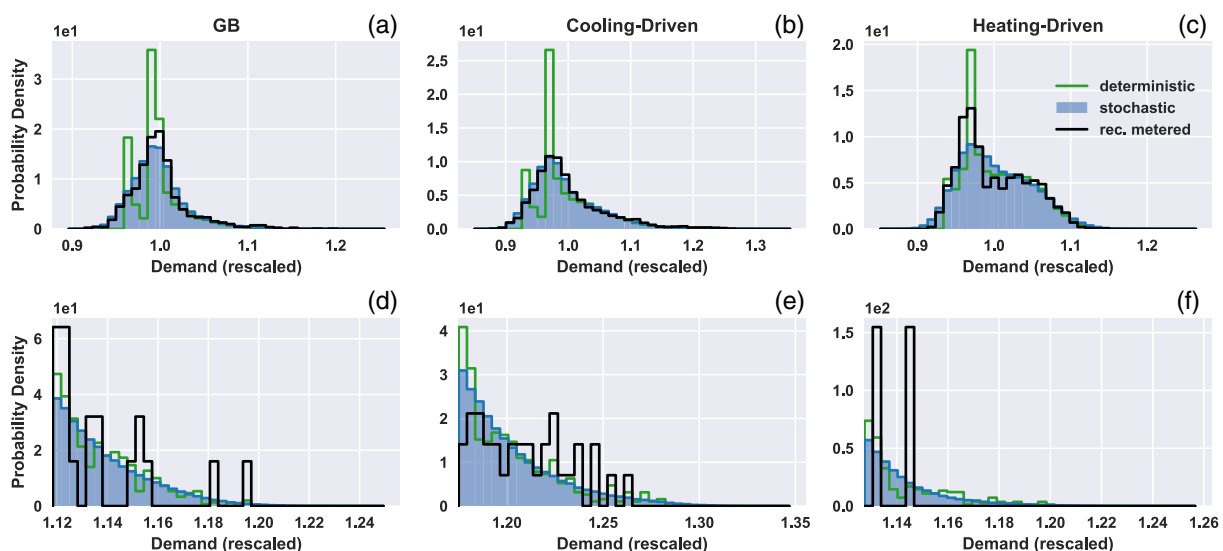 GB (a) Cooling-Driven (b) Heating-Driven (c)
1e1 1e1 1e1
Probability Density
3
2
1
0
0.9 1.0 1.1 1.2
Demand (rescaled)
2.5
2.0
1.5
1.0
0.5
0.0
0.9 1.0 1.1 1.2 1.3
Demand (rescaled)
2.0
1.5
1.0
0.5
0.0
deterministic
stochastic
rec. metered
0.9 1.0 1.1 1.2
Demand (rescaled)
(d) (e) (f)
1e1 1e1 1e2
Probability Density
6
4
2
0
1.12 1.14 1.16 1.18 1.20 1.22 1.24
Demand (rescaled)
4
3
2
1
0
1.20 1.25 1.30 1.35
Demand (rescaled)
1.5
1.0
0.5
0.0
1.14 1.16 1.18 1.20 1.22 1.24 1.26
Demand (rescaled)